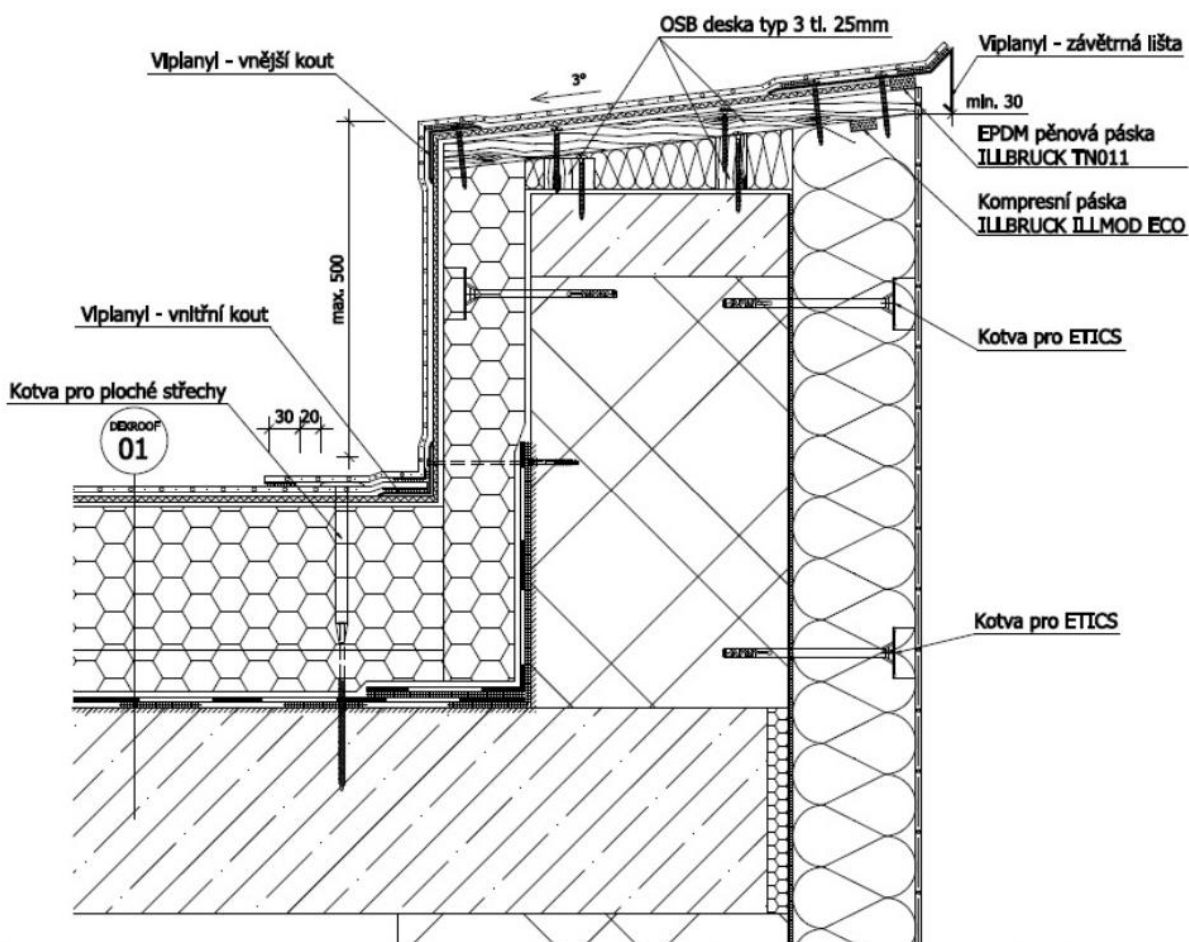 OSB deska typ 3 tl. 25mm
Viplanyl - vnější kout
Viplanyl - závětrná lišta
3°
min. 30
EPDM pěnová páska
ILLBRUCK TN011
Kompresní páska
ILLBRUCK ILLMOD ECO
max. 500
Viplanyl - vnitřní kout
Kotva pro ETICS
Kotva pro ploché střechy
30 20
DEKROOF
01
Kotva pro ETICS